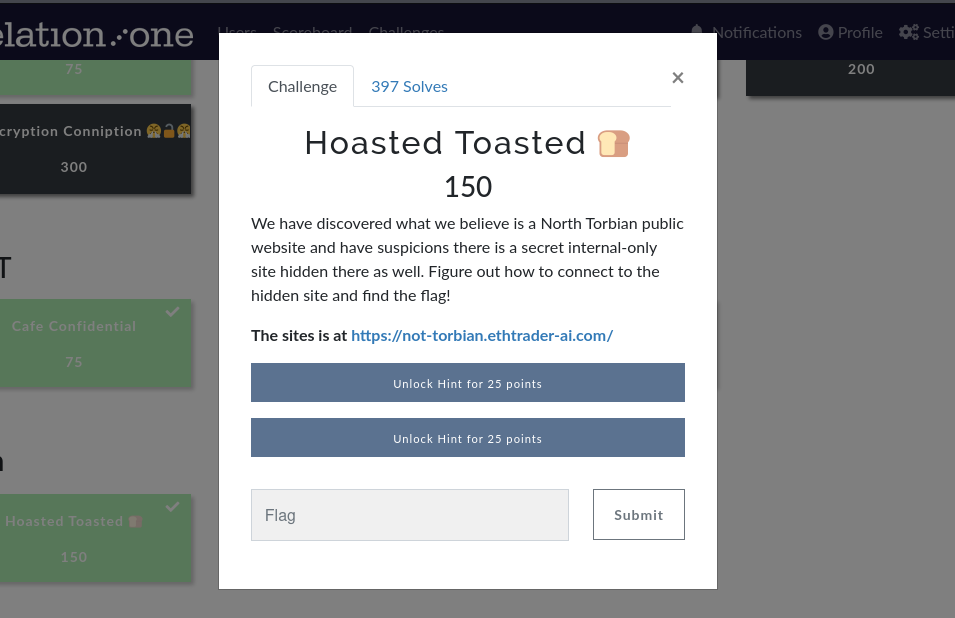 elation one
Users Scoreboard Challenges
Notifications Profile Setti
75
200
cryption Conniption
300
T
Cafe Confidential
75
Hoasted Toasted
150
Challenge 397 Solves
×
Hoasted Toasted
150
We have discovered what we believe is a North Torbian public
website and have suspicions there is a secret internal-only
site hidden there as well. Figure out how to connect to the
hidden site and find the flag!
The sites is at https://not-torbian.ethtrader-ai.com/
Unlock Hint for 25 points
Unlock Hint for 25 points
Flag
Submit